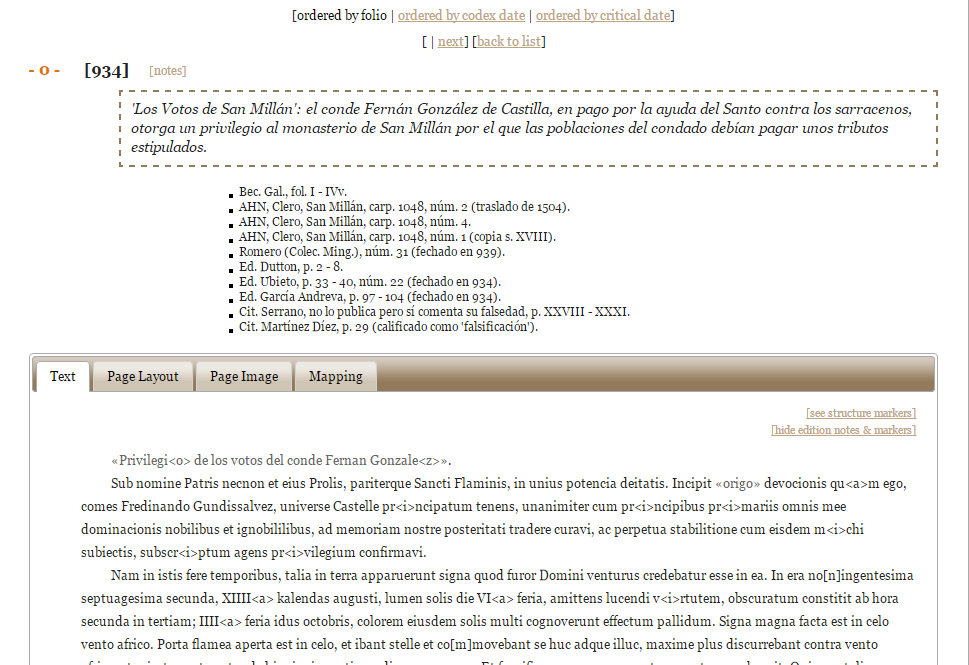 [ordered by folio | ordered by codex date | ordered by critical date]
[ | next] [back to list]
- 0 - [934] [notes]
'Los Votos de San Millán': el conde Fernán González de Castilla, en pago por la ayuda del Santo contra los sarracenos,
otorga un privilegio al monasterio de San Millán por el que las poblaciones del condado debían pagar unos tributos
estipulados.
Bec. Gal., fol. I - IVv.
AHN, Clero, San Millán, carp. 1048, núm. 2 (traslado de 1504).
AHN, Clero, San Millán, carp. 1048, núm. 4.
AHN, Clero, San Millán, carp. 1048, núm. 1 (copia s. XVIII).
Romero (Colec. Ming.), núm. 31 (fechado en 939).
Ed. Dutton, p. 2 - 8.
Ed. Ubieto, p. 33 - 40, núm. 22 (fechado en 934).
Ed. García Andreva, p. 97 - 104 (fechado en 934).
Cit. Serrano, no lo publica pero sí comenta su falsedad, p. XXVIII - XXXI.
Cit. Martínez Díez, p. 29 (calificado como 'falsificación').
Text Page Layout Page Image Mapping
[see structure markers]
[hide edition notes & markers]
«Privilegi<o> de los votos del conde Fernan Gonzale<z>».
Sub nomine Patris necnon et eius Prolis, pariterque Sancti Flaminis, in unius potencia deitatis. Incipit «origo» devocionis qu<a>m ego,
comes Fredinando Gundissalvez, universe Castelle pr<i>ncipatum tenens, unanimiter cum pr<i>ncipibus pr<i>mariis omnis mee
dominacionis nobilibus et ignobililibus, ad memoriam nostre posteritati tradere curavi, ac perpetua stabilitione cum eisdem m<i>chi
subiectis, subscr<i>ptum agens pr<i>vilegium confirmavi.
Nam in istis fere temporibus, talia in terra apparuerunt signa quod furor Domini venturus credebatur esse in ea. In era no[n]ingentesima
septuagesima secunda, XIIII<a> kalendas augusti, lumen solis die VI<a> feria, amittens lucendi v<i>rtutem, obscuratum constitit ab hora
secunda in tertiam; IIII<a> feria idus octobris, colorem eiusdem solis multi cognoverunt effectum pallidum. Signa magna facta est in celo
vento africo. Porta flamea aperta est in celo, et ibant stelle et co[m]movebant se huc adque illuc, maxime plus discurrebant contra vento